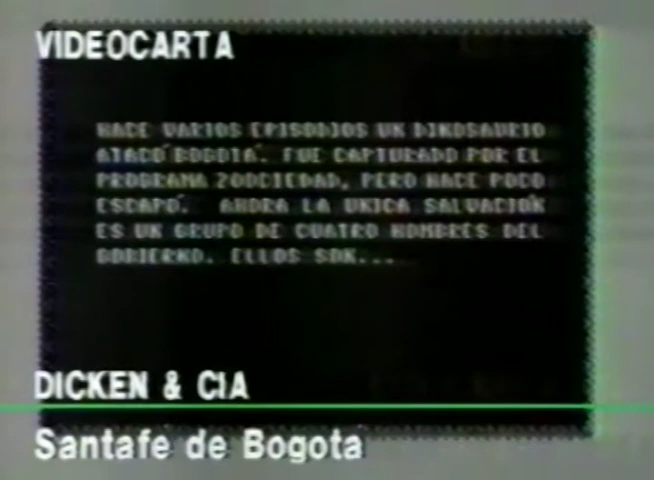 VIDEOCARTA
HACE VARIOS EPISODIOS UN DINOSAURIO
ATACÓ BOGOTÁ. FUE CAPTURADO POR EL
PROGRAMA ZOOCIEDAD, PERO HACE POCO
ESCAPÓ. AHORA LA UNICA SALVACIÓN
ES UN GRUPO DE CUATRO HOMBRES DEL
GOBIERNO. ELLOS SON...
DICKEN & CIA
Santafe de Bogota